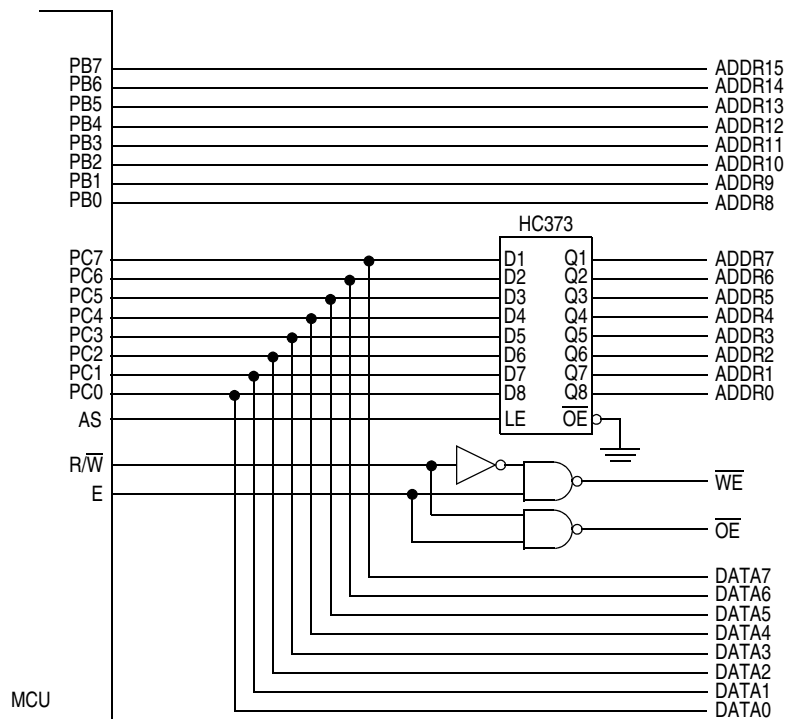 PB7 ADDR15
PB6 ADDR14
PB5 ADDR13
PB4 ADDR12
PB3 ADDR11
PB2 ADDR10
PB1 ADDR9
PB0 ADDR8
HC373
PC7 D1 Q1 ADDR7
PC6 D2 Q2 ADDR6
PC5 D3 Q3 ADDR5
PC4 D4 Q4 ADDR4
PC3 D5 Q5 ADDR3
PC2 D6 Q6 ADDR2
PC1 D7 Q7 ADDR1
PC0 D8 Q8 ADDR0
AS LE O̅E̅
R/W̅
W̅E̅
E
O̅E̅
DATA7
DATA6
DATA5
DATA4
DATA3
DATA2
DATA1
DATA0
MCU